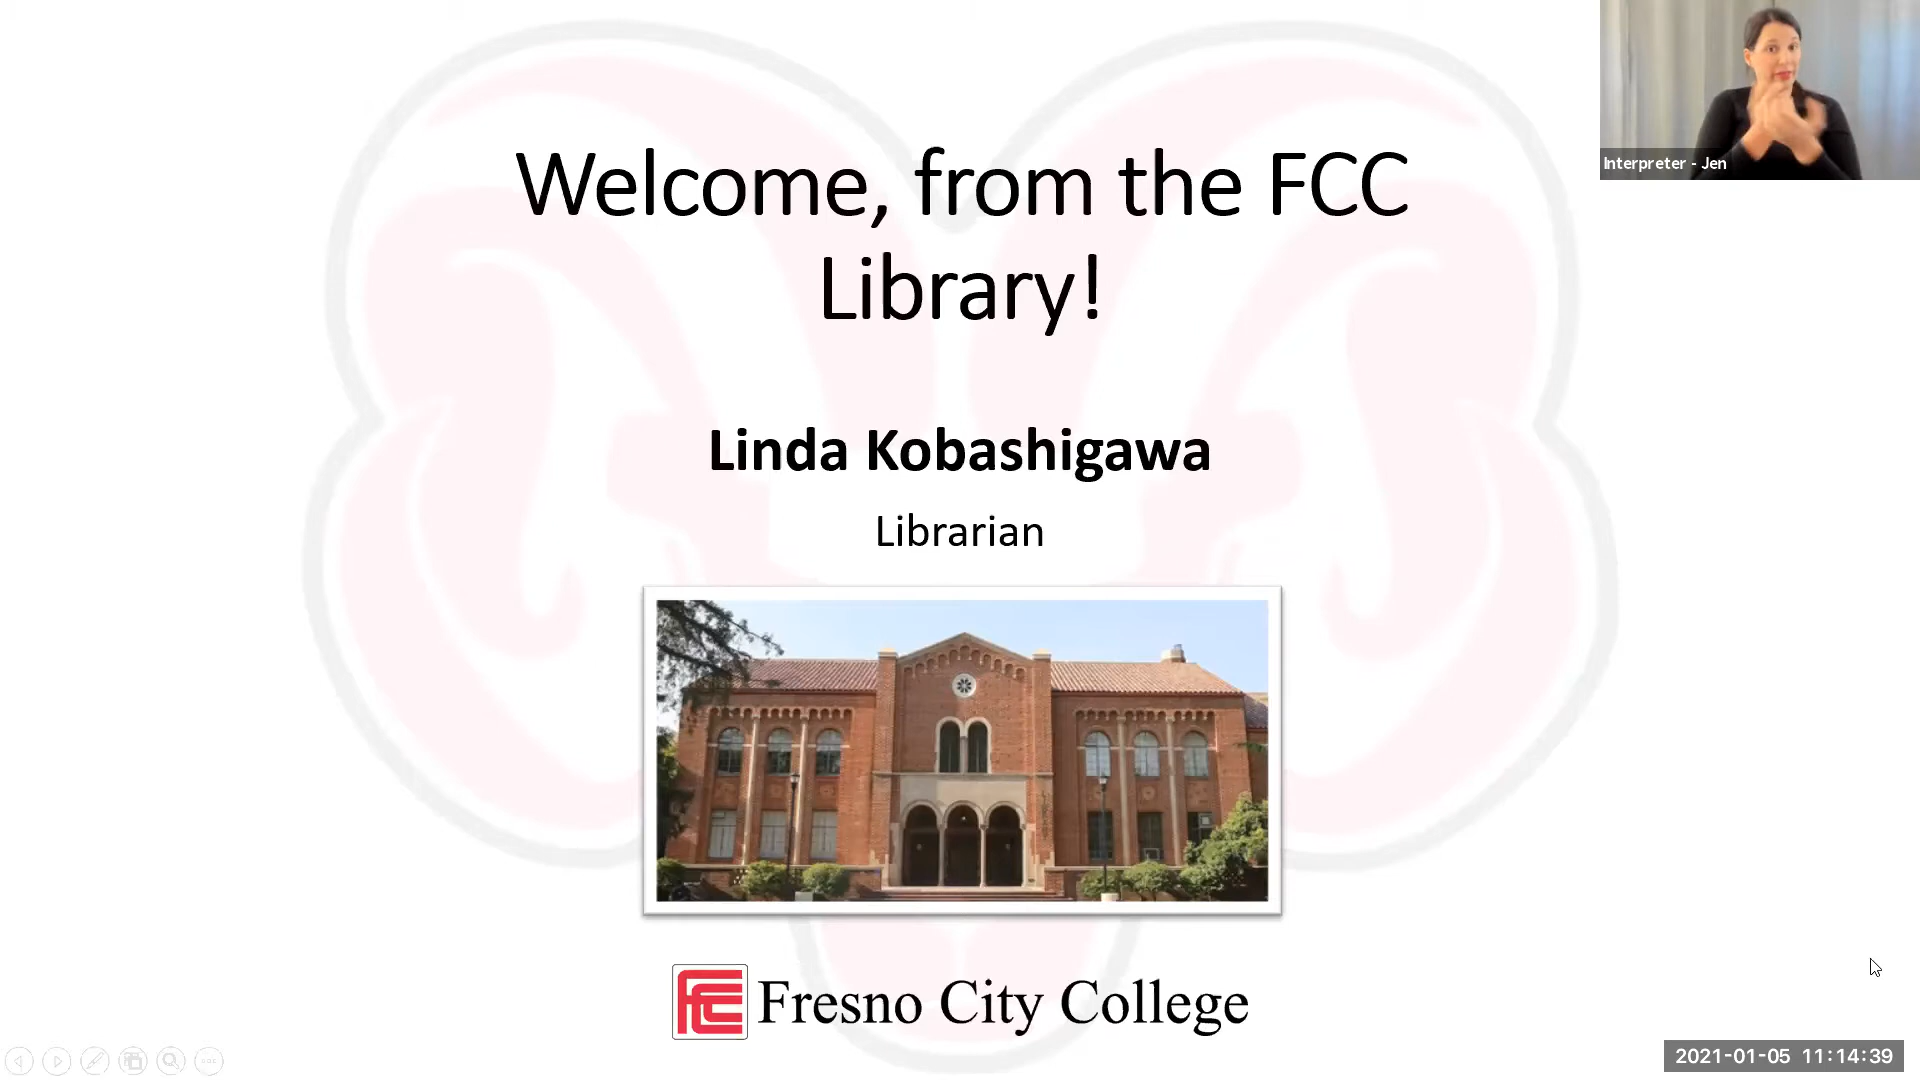 Welcome, from the FCC
Library!
Interpreter - Jen
Linda Kobashigawa
Librarian
FCC
Fresno City College
2021-01-05 11:14:39